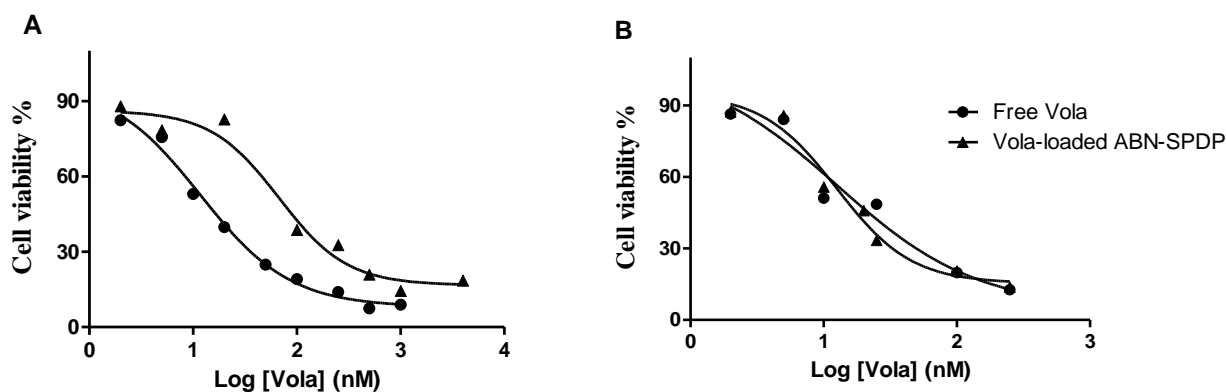 A
Cell viability %
90
60
30
0
0
1
2
3
4
Log [Vola] (nM)
B
Cell viability %
90
60
30
0
0
1
2
3
Log [Vola] (nM)
Free Vola
Vola-loaded ABN-SPDP